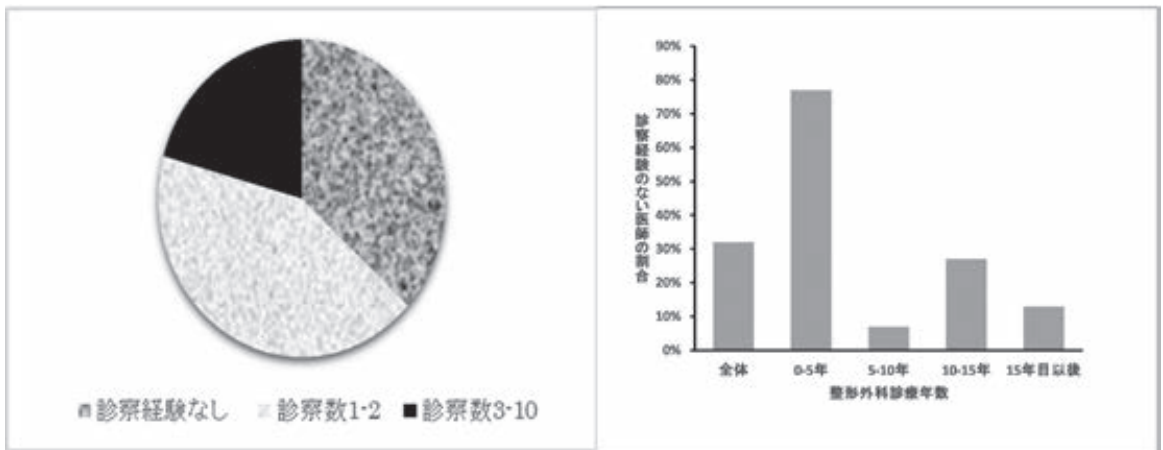 診察経験なし 診察数1-2 診察数3-10
90%
80%
70%
60%
50%
40%
30%
20%
10%
0%
診察経験のない医師の割合
全体 0-5年 5-10年 10-15年 15年目以後
整形外科診療年数